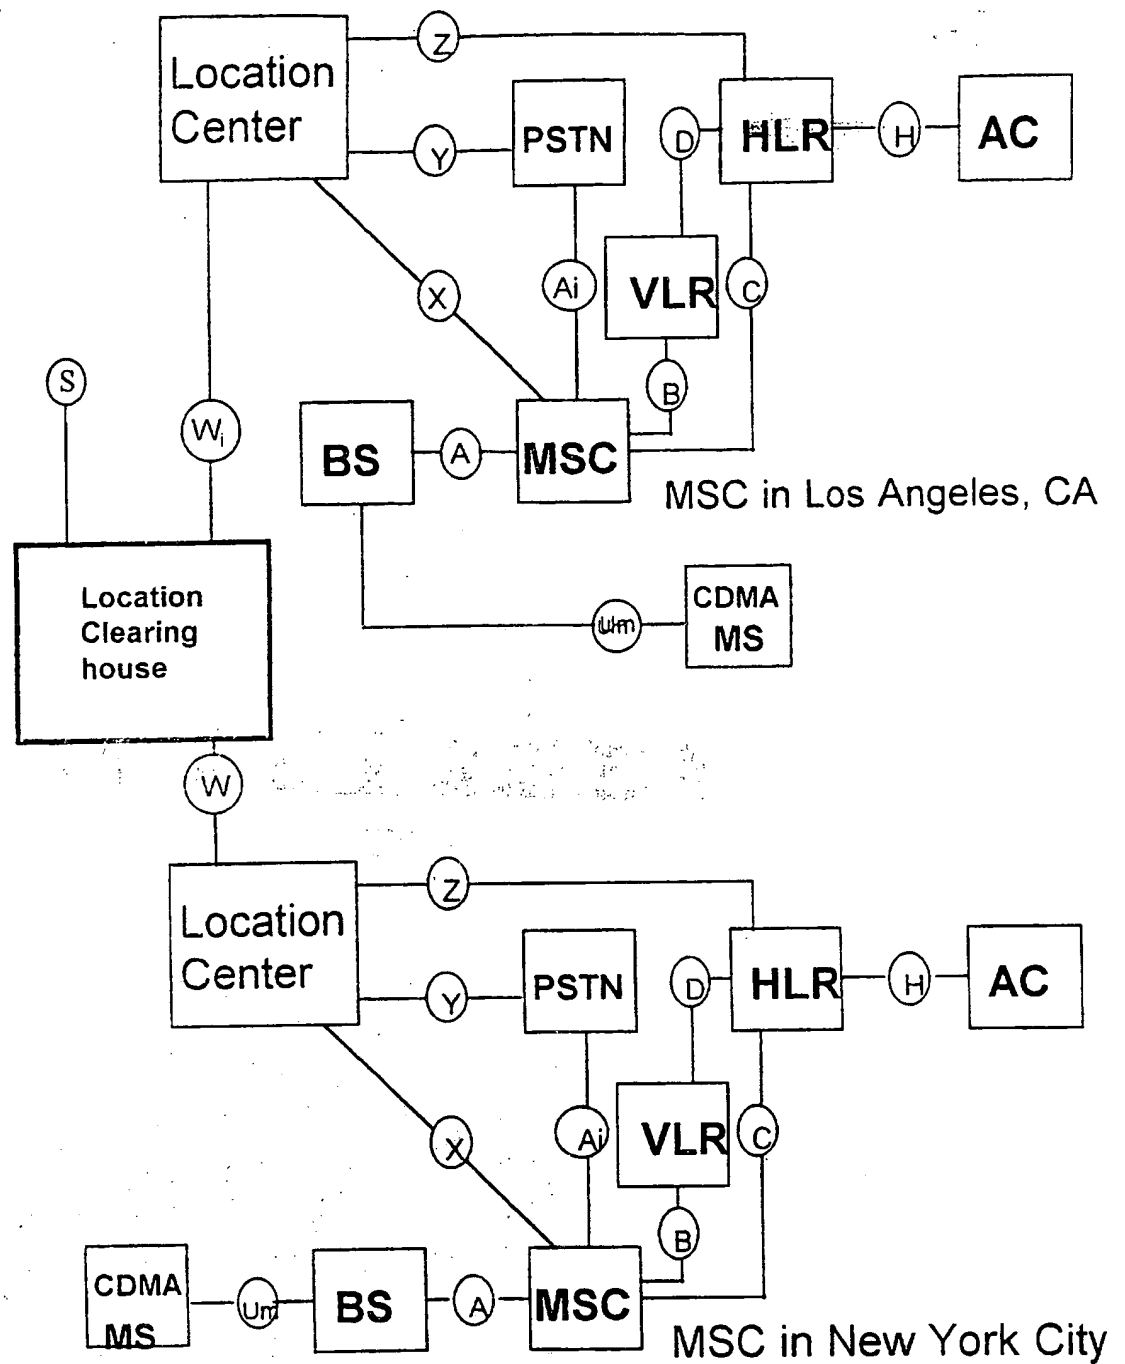 Z
Location
Center
PSTN
D
HLR
H
AC
Y
VLR
Ai
C
X
S
B
Wi
BS
A
MSC
MSC in Los Angeles, CA
Location
Clearing
house
Um
CDMA
MS
W
Z
Location
Center
PSTN
D
HLR
H
AC
Y
VLR
Ai
C
X
B
CDMA
MS
Um
BS
A
MSC
MSC in New York City